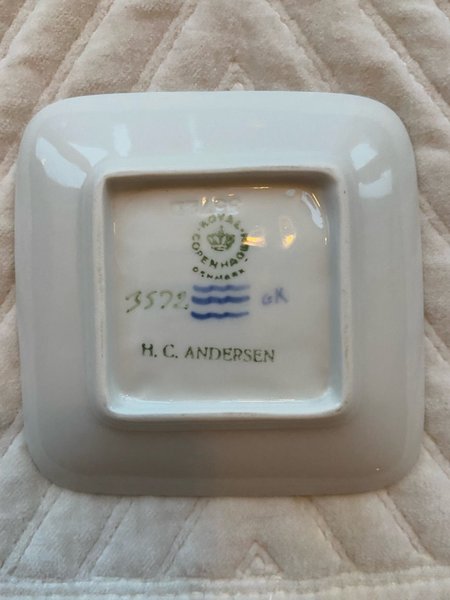 ROYAL
COPENHAGEN
DENMARK
3572 GK
H. C. ANDERSEN